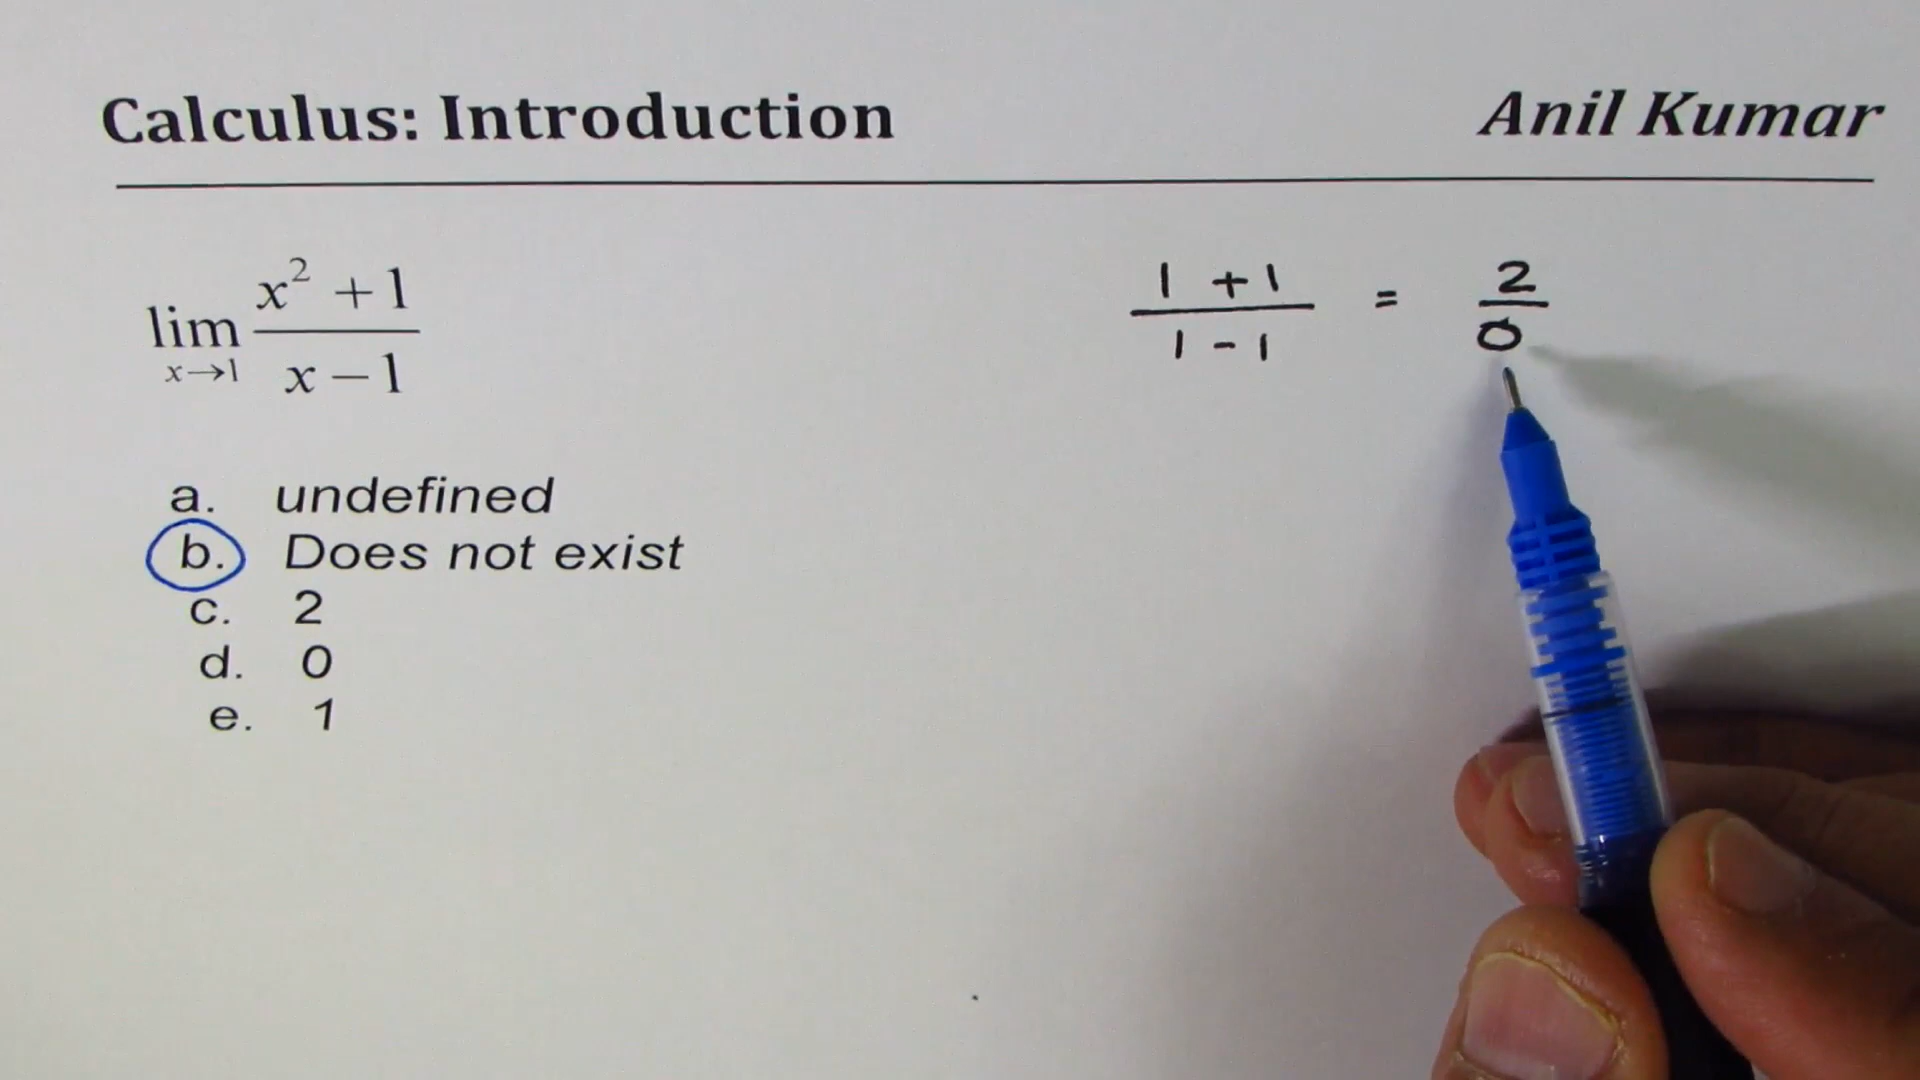 Calculus: Introduction
Anil Kumar
lim x→1 (x² + 1)/(x − 1)
(1 + 1)/(1 − 1) = 2/0
a. undefined
b. Does not exist
c. 2
d. 0
e. 1